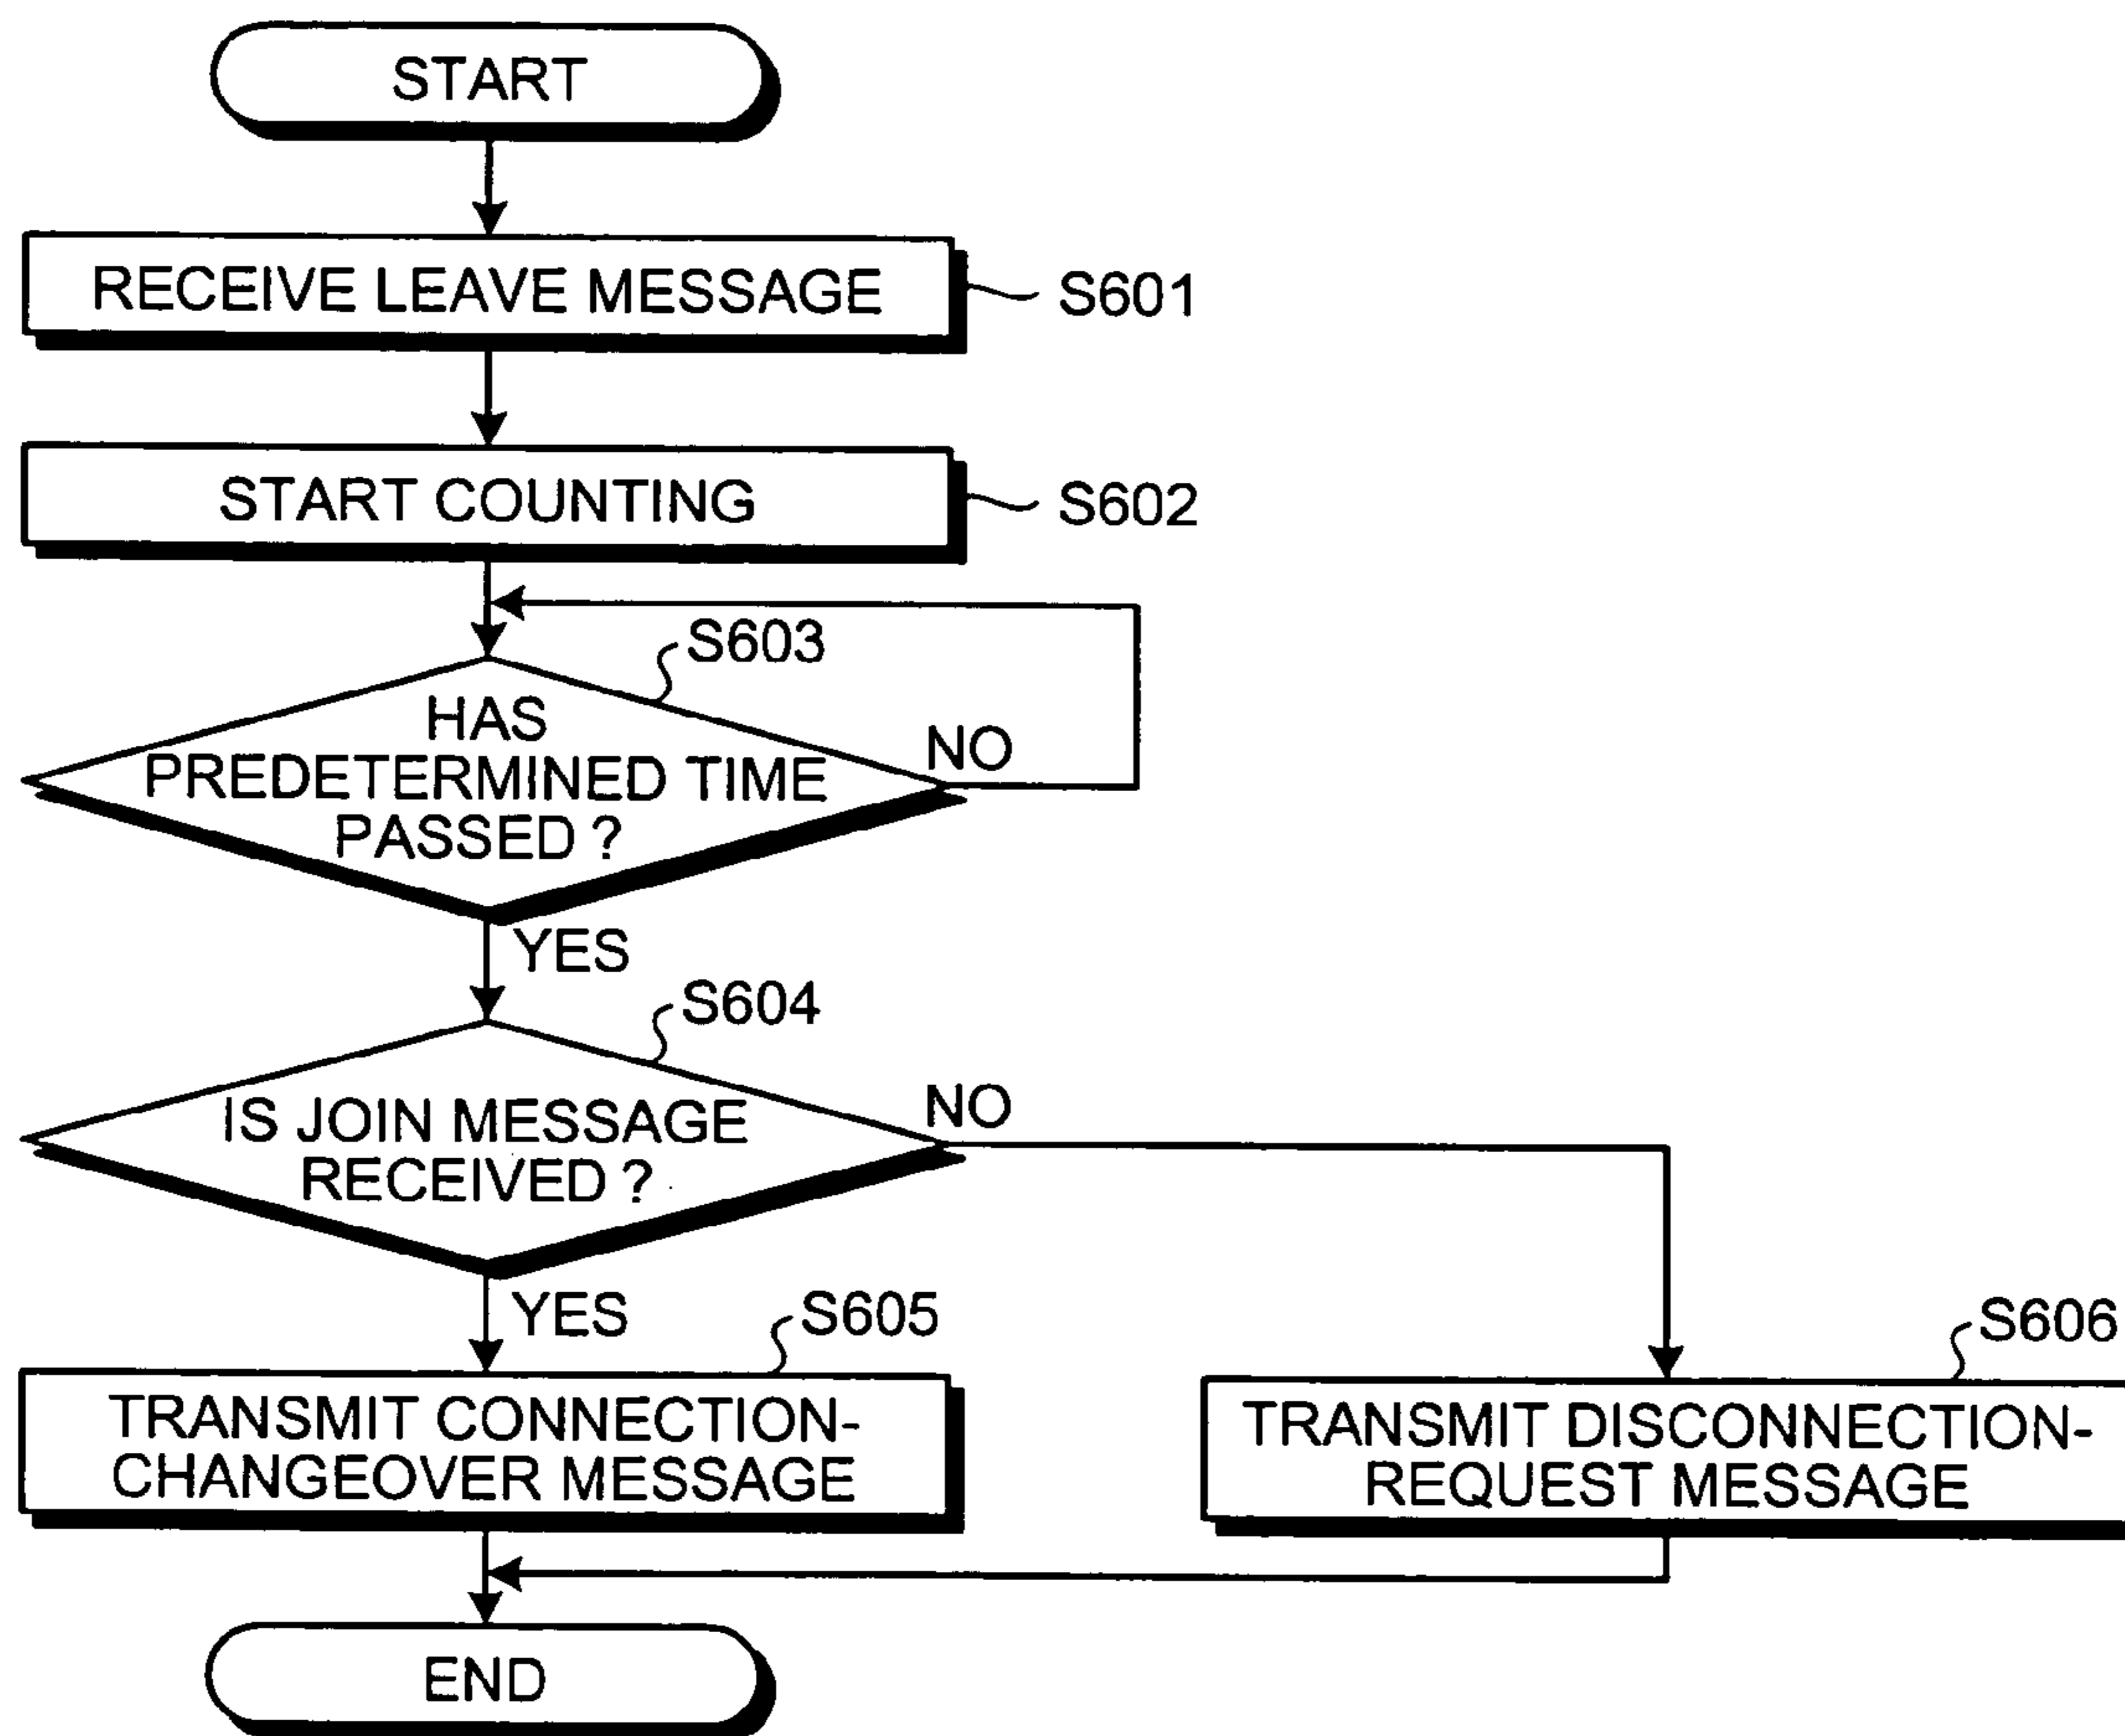 START
RECEIVE LEAVE MESSAGE
S601
START COUNTING
S602
S603
HAS
PREDETERMINED TIME
PASSED ?
NO
YES
S604
IS JOIN MESSAGE
RECEIVED ?
NO
YES
S605
TRANSMIT CONNECTION-
CHANGEOVER MESSAGE
S606
TRANSMIT DISCONNECTION-
REQUEST MESSAGE
END